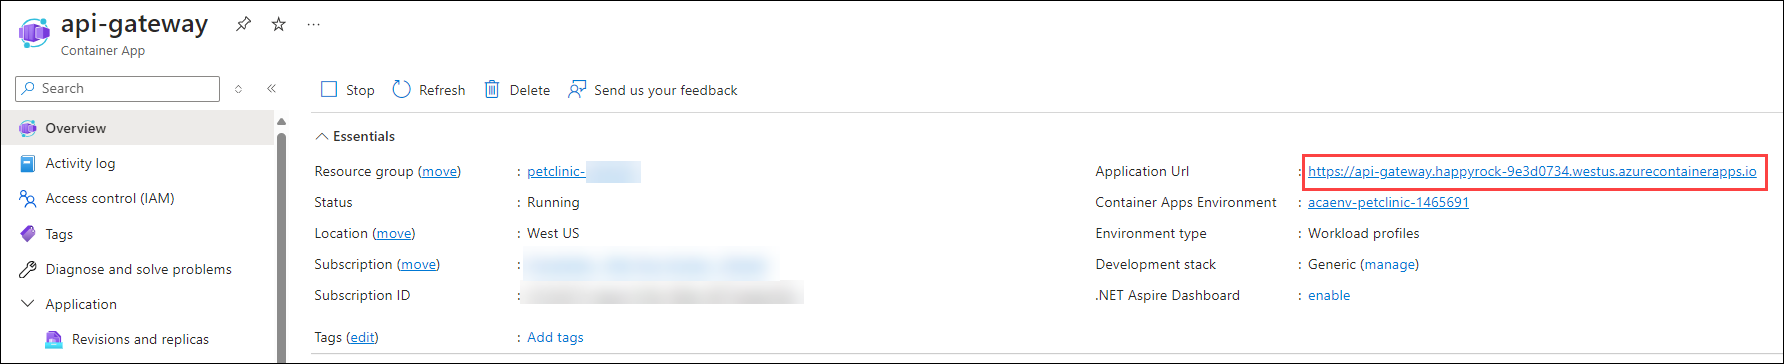 api-gateway
Container App
Search
Stop Refresh Delete Send us your feedback
Overview
Activity log
Access control (IAM)
Tags
Diagnose and solve problems
Application
Revisions and replicas
Essentials
Resource group (move) : petclinic-
Status : Running
Location (move) : West US
Subscription (move) :
Subscription ID :
Tags (edit) : Add tags
Application Url : https://api-gateway.happyrock-9e3d0734.westus.azurecontainerapps.io
Container Apps Environment : acaenv-petclinic-1465691
Environment type : Workload profiles
Development stack : Generic (manage)
.NET Aspire Dashboard : enable